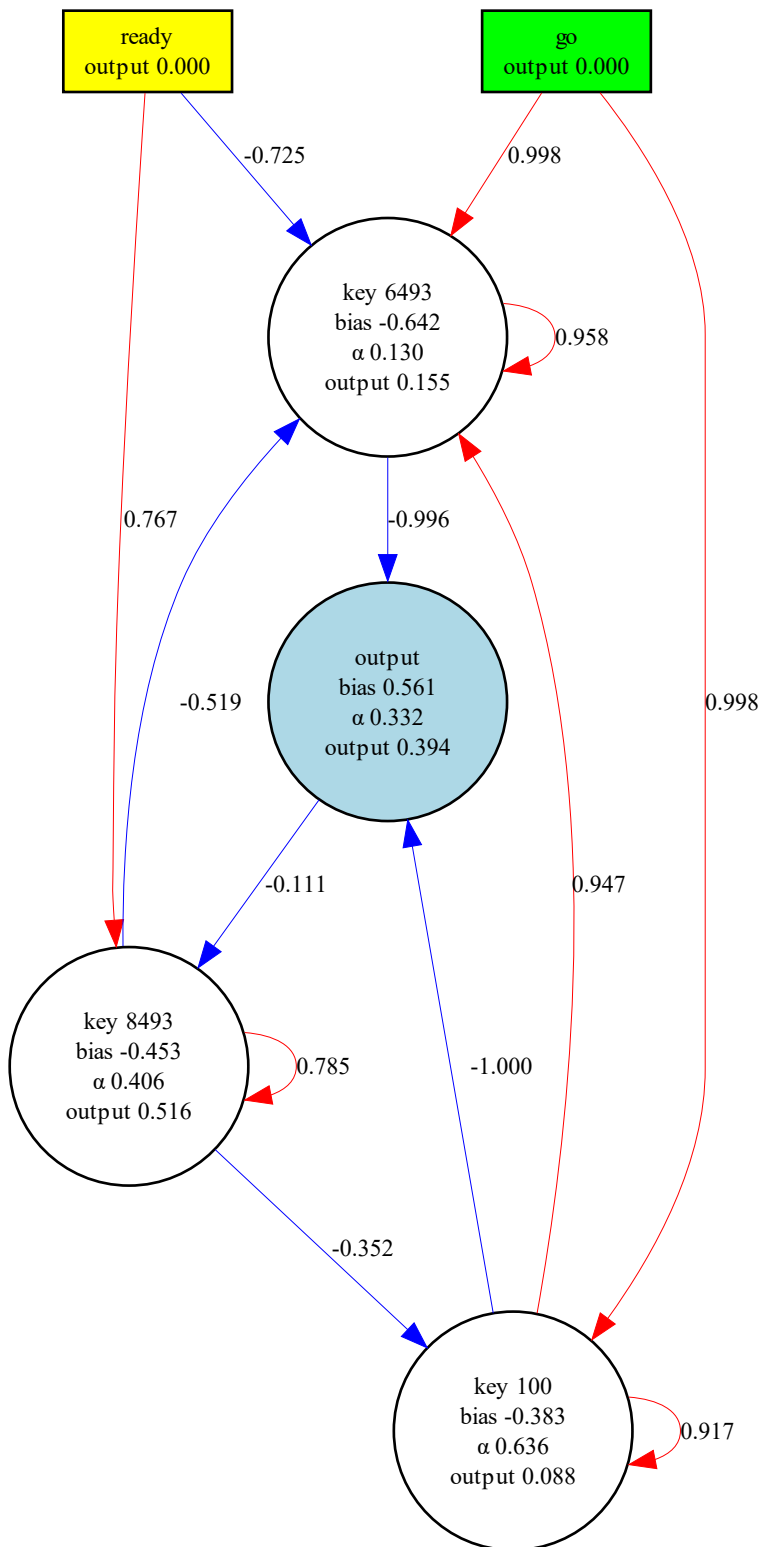 ready
output 0.000
go
output 0.000
-0.725
0.998
key 6493
bias -0.642
α 0.130
output 0.155
0.958
0.767
-0.996
-0.519
output
bias 0.561
α 0.332
output 0.394
0.998
-0.111
0.947
key 8493
bias -0.453
α 0.406
output 0.516
0.785
-1.000
-0.352
key 100
bias -0.383
α 0.636
output 0.088
0.917